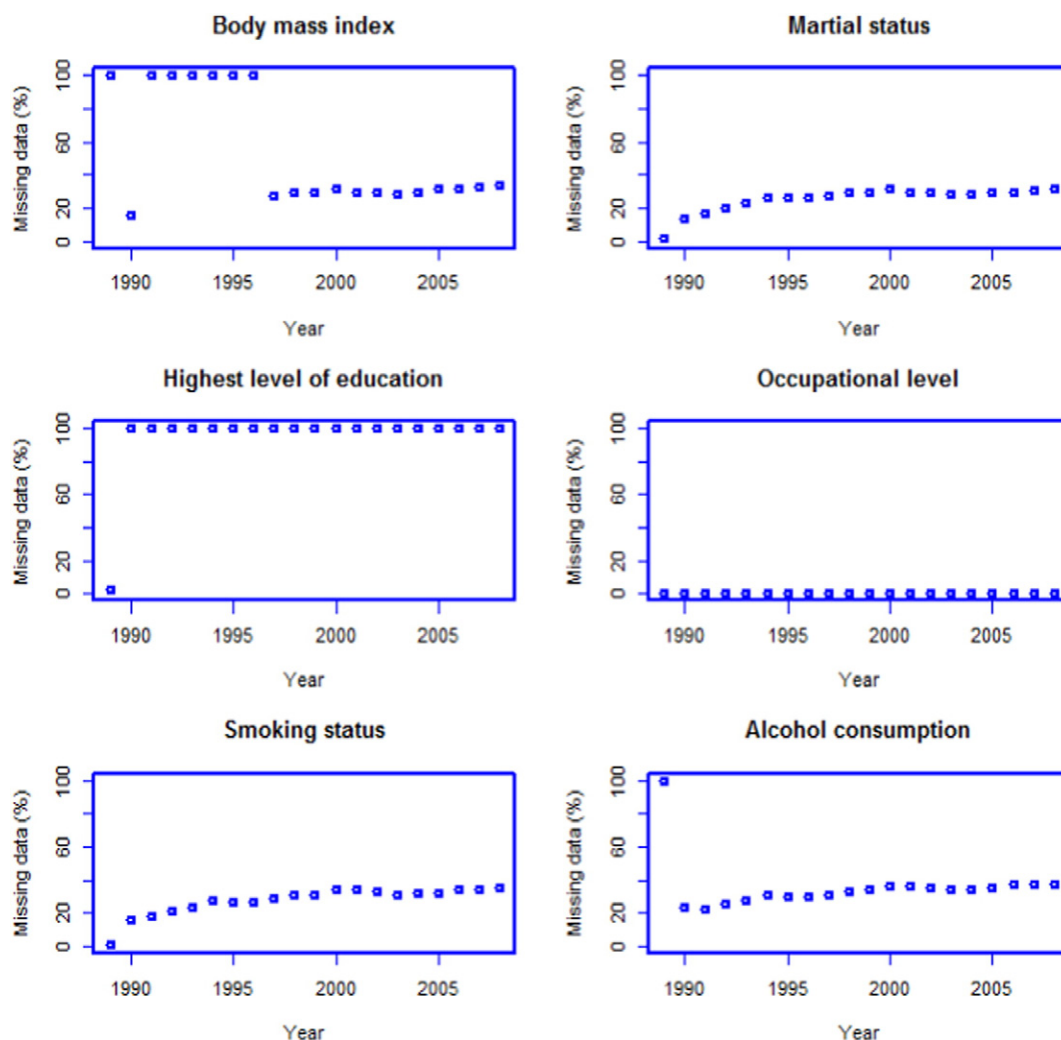 Body mass index
Missing data (%)
100
60
20
0
1990 1995 2000 2005
Year
Martial status
Missing data (%)
100
60
20
0
1990 1995 2000 2005
Year
Highest level of education
Missing data (%)
100
60
20
0
1990 1995 2000 2005
Year
Occupational level
Missing data (%)
100
60
20
0
1990 1995 2000 2005
Year
Smoking status
Missing data (%)
100
60
20
0
1990 1995 2000 2005
Year
Alcohol consumption
Missing data (%)
100
60
20
0
1990 1995 2000 2005
Year